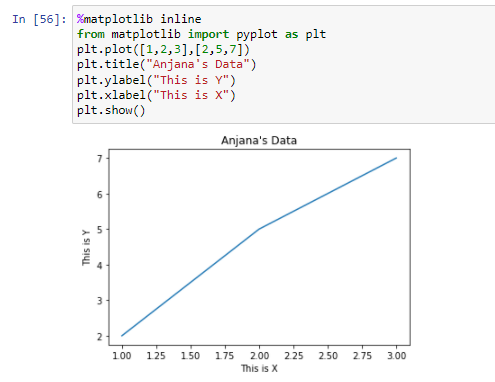 In [56]: %matplotlib inline
from matplotlib import pyplot as plt
plt.plot([1,2,3],[2,5,7])
plt.title("Anjana's Data")
plt.ylabel("This is Y")
plt.xlabel("This is X")
plt.show()
Anjana's Data
7
6
5
4
3
2
This is Y
1.00 1.25 1.50 1.75 2.00 2.25 2.50 2.75 3.00
This is X